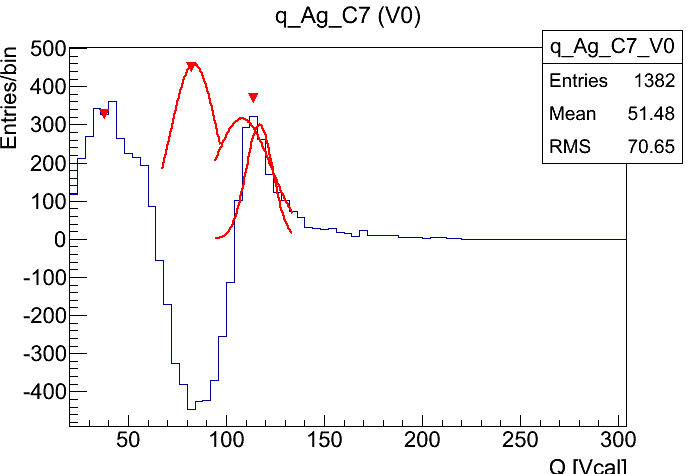 q_Ag_C7 (V0)
q_Ag_C7_V0
Entries 1382
Mean 51.48
RMS 70.65
Entries/bin
500
400
300
200
100
0
-100
-200
-300
-400
50 100 150 200 250 300
Q [Vcal]